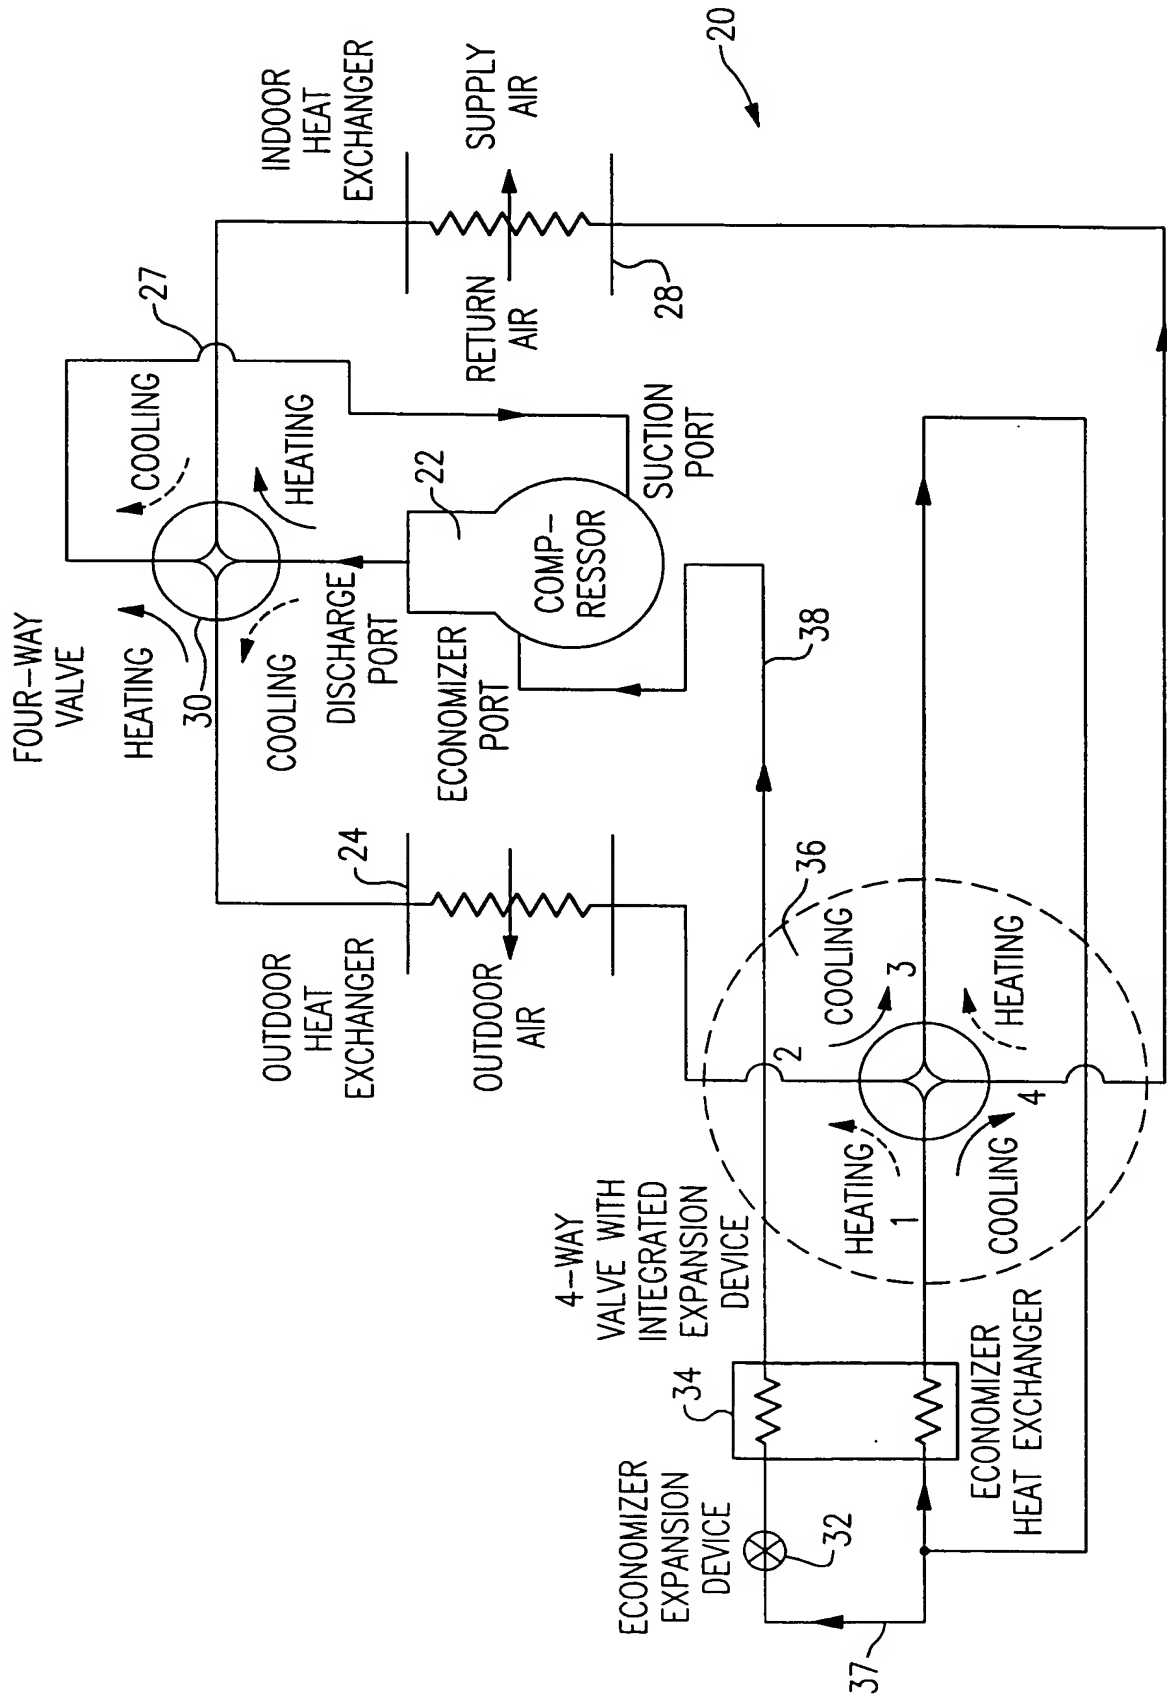 20
INDOOR
HEAT
EXCHANGER
SUPPLY
AIR
RETURN
AIR
28
27
COOLING
HEATING
FOUR-WAY
VALVE
HEATING
30
COOLING
DISCHARGE
PORT
ECONOMIZER
PORT
22
COMP-
RESSOR
SUCTION
PORT
38
OUTDOOR
HEAT
EXCHANGER
24
OUTDOOR
AIR
36
COOLING
3
HEATING
2
4
HEATING
1
COOLING
4-WAY
VALVE WITH
INTEGRATED
EXPANSION
DEVICE
34
ECONOMIZER
HEAT EXCHANGER
ECONOMIZER
EXPANSION
DEVICE
32
37